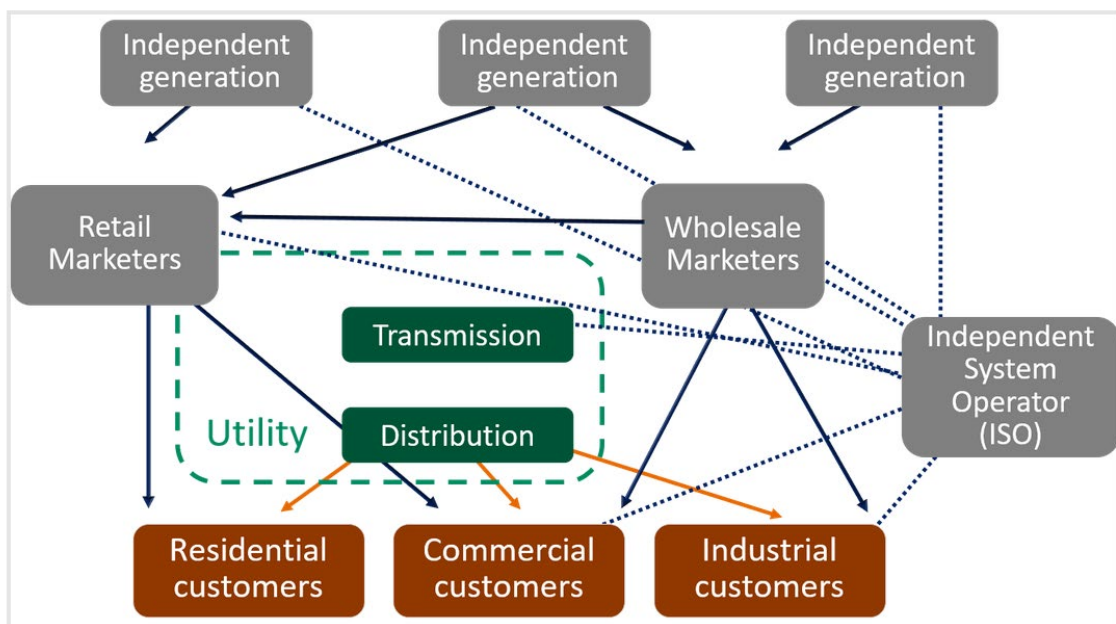 Independent
generation
Independent
generation
Independent
generation
Retail
Marketers
Wholesale
Marketers
Transmission
Independent
System
Operator
(ISO)
Utility
Distribution
Residential
customers
Commercial
customers
Industrial
customers